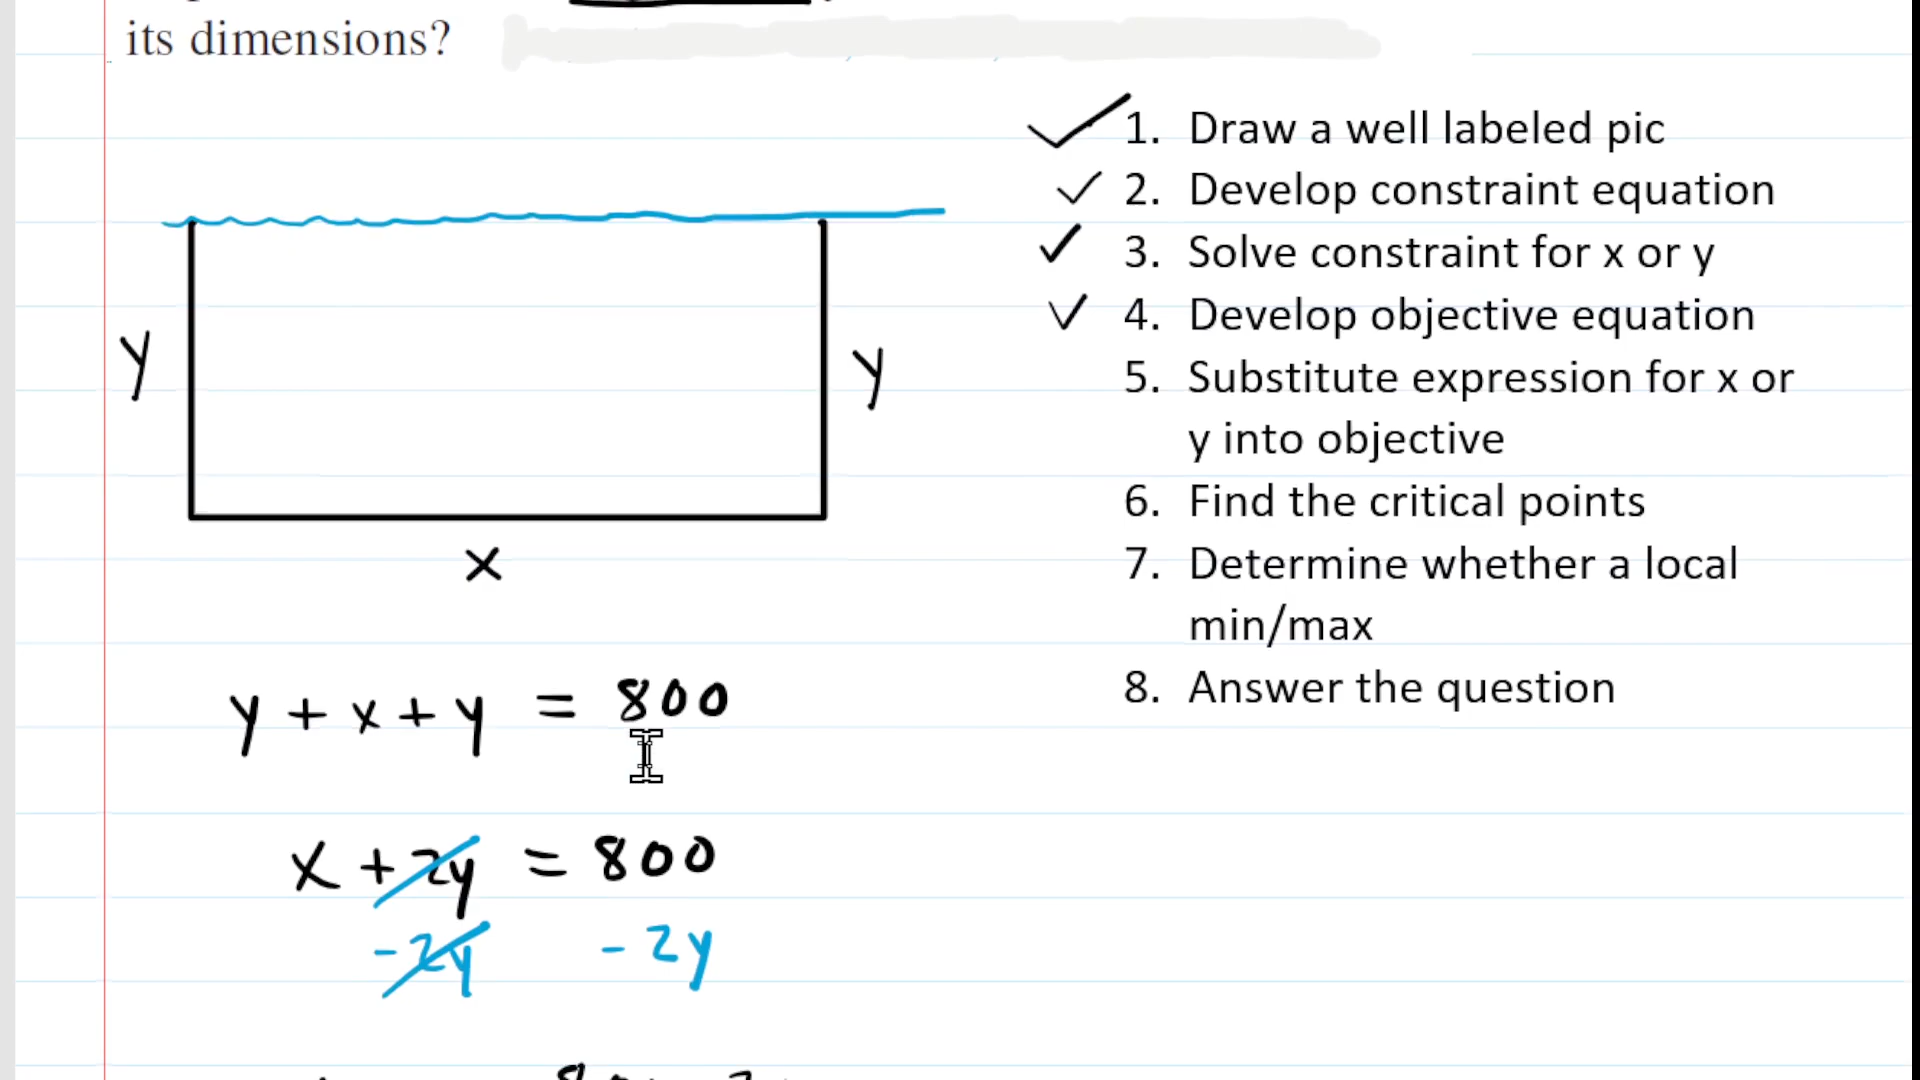 its dimensions?
1. Draw a well labeled pic
2. Develop constraint equation
3. Solve constraint for x or y
4. Develop objective equation
5. Substitute expression for x or
y into objective
6. Find the critical points
7. Determine whether a local
min/max
8. Answer the question
y
y
x
y + x + y = 800
x + 2y = 800
- 2y - 2y